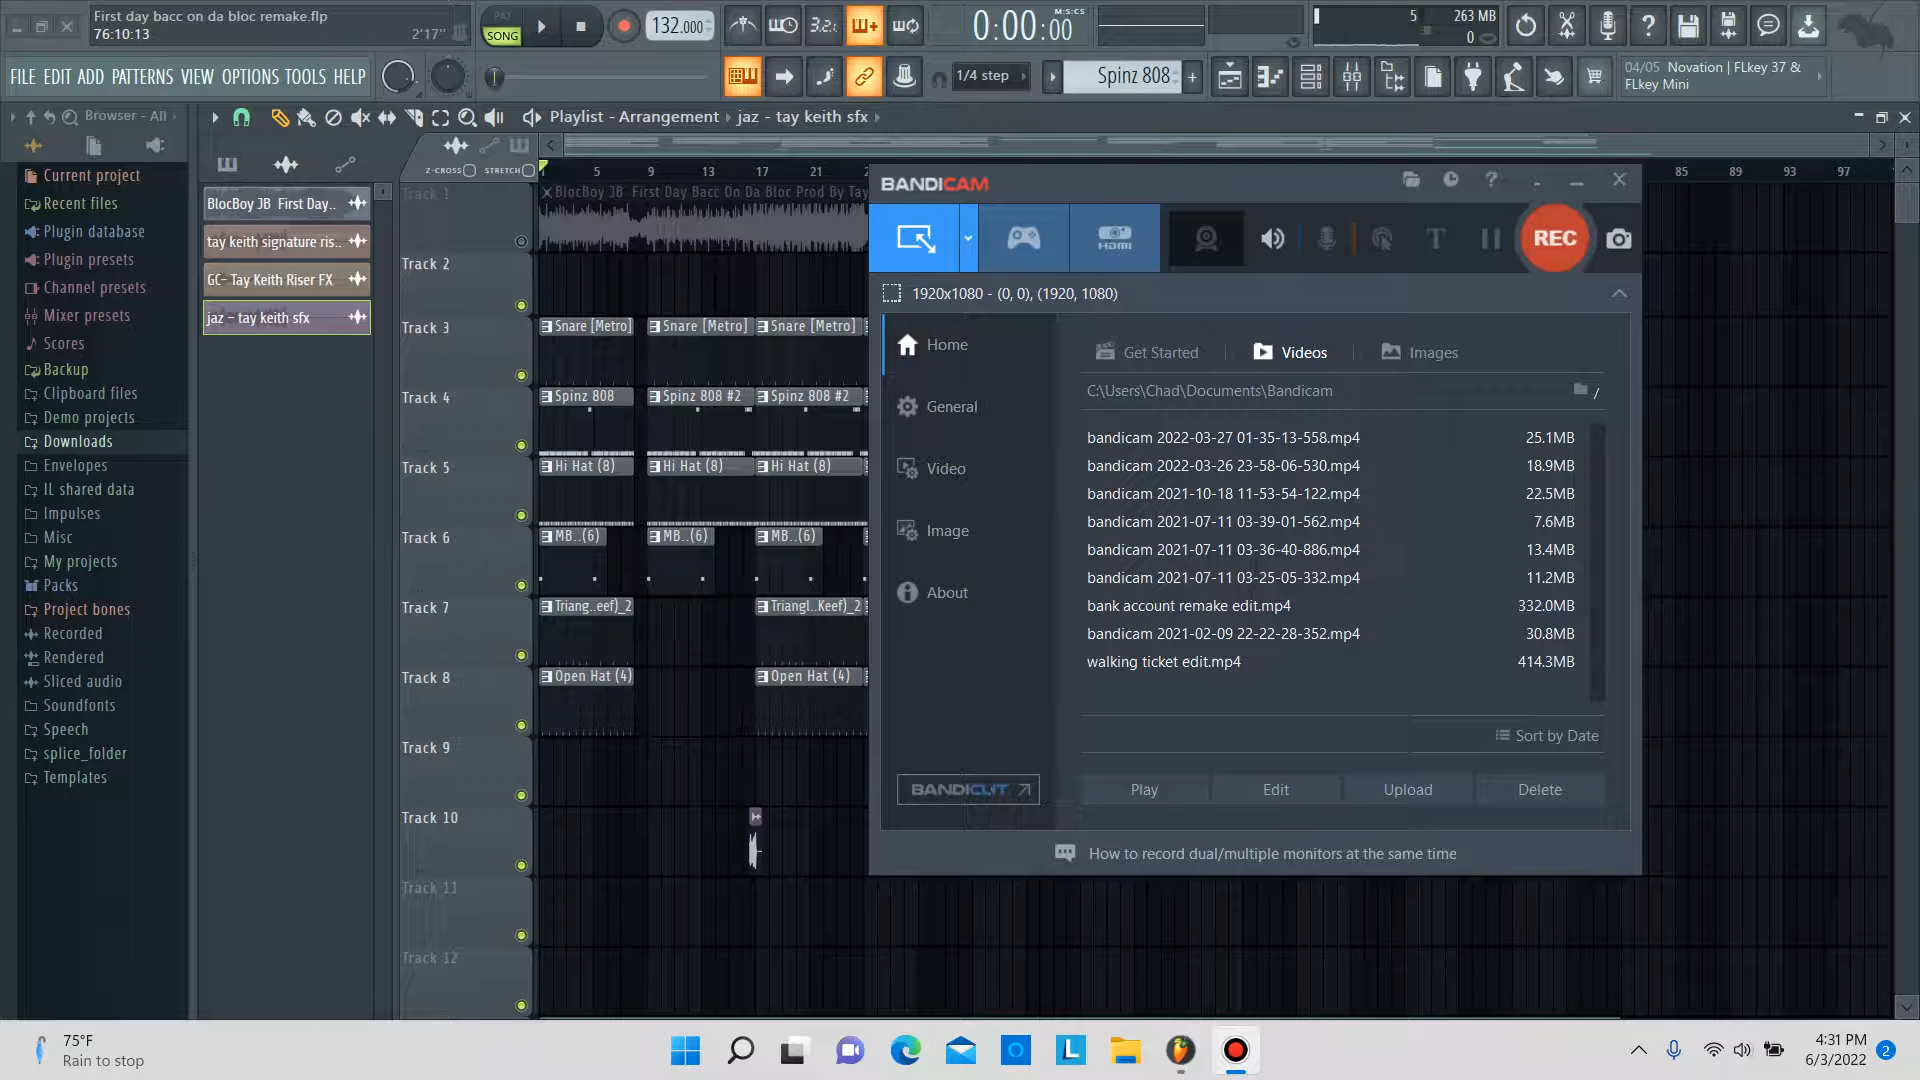 First day bacc on da bloc remake.flp
76:10:13
2'17"
PAT
SONG
132.000
3.2.:
0:00:00
M:S:CS
5
263 MB
0
FILE EDIT ADD PATTERNS VIEW OPTIONS TOOLS HELP
1/4 step
Spinz 808
04/05 Novation | FLkey 37 &
FLkey Mini
Browser - All
Playlist - Arrangement
jaz - tay keith sfx
Z-CROSS
STRETCH
5
9
13
17
21
85
89
93
97
Current project
Recent files
Plugin database
Plugin presets
Channel presets
Mixer presets
Scores
Backup
Clipboard files
Demo projects
Downloads
Envelopes
IL shared data
Impulses
Misc
My projects
Packs
Project bones
Recorded
Rendered
Sliced audio
Soundfonts
Speech
splice_folder
Templates
BlocBoy JB First Day..
tay keith signature ris..
GC- Tay Keith Riser FX
jaz - tay keith sfx
Track 1
BlocBoy JB First Day Bacc On Da Bloc Prod By Tay
Track 2
Track 3
Snare [Metro]
Snare [Metro]
Snare [Metro]
Track 4
Spinz 808
Spinz 808 #2
Spinz 808 #2
Track 5
Hi Hat (8)
Hi Hat (8)
Hi Hat (8)
Track 6
MB..(6)
MB..(6)
MB..(6)
Track 7
Triang..eef)_2
Triangl..Keef)_2
Track 8
Open Hat (4)
Open Hat (4)
Track 9
Track 10
Track 11
Track 12
BANDICAM
HDMI
REC
1920x1080 - (0, 0), (1920, 1080)
Home
General
Video
Image
About
BANDICUT
Get Started
Videos
Images
C:\Users\Chad\Documents\Bandicam
bandicam 2022-03-27 01-35-13-558.mp4 25.1MB
bandicam 2022-03-26 23-58-06-530.mp4 18.9MB
bandicam 2021-10-18 11-53-54-122.mp4 22.5MB
bandicam 2021-07-11 03-39-01-562.mp4 7.6MB
bandicam 2021-07-11 03-36-40-886.mp4 13.4MB
bandicam 2021-07-11 03-25-05-332.mp4 11.2MB
bank account remake edit.mp4 332.0MB
bandicam 2021-02-09 22-22-28-352.mp4 30.8MB
walking ticket edit.mp4 414.3MB
Sort by Date
Play
Edit
Upload
Delete
How to record dual/multiple monitors at the same time
75°F
Rain to stop
4:31 PM
6/3/2022
2